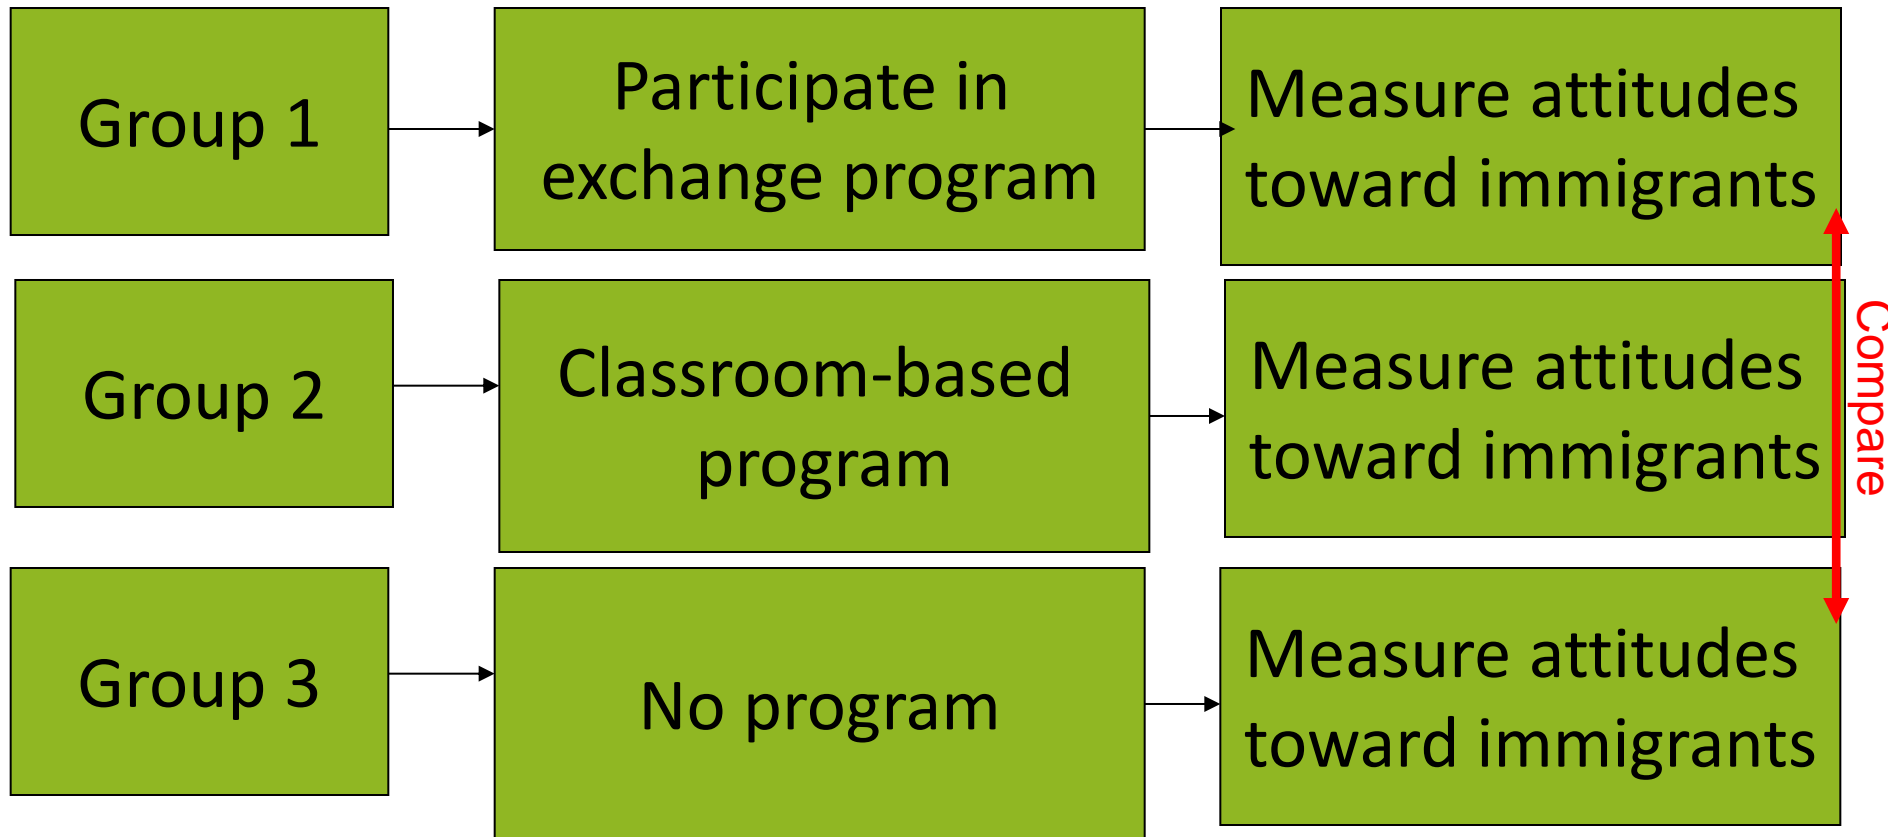 Group 1
Participate in
exchange program
Measure attitudes
toward immigrants
Group 2
Classroom-based
program
Measure attitudes
toward immigrants
Compare
Group 3
No program
Measure attitudes
toward immigrants